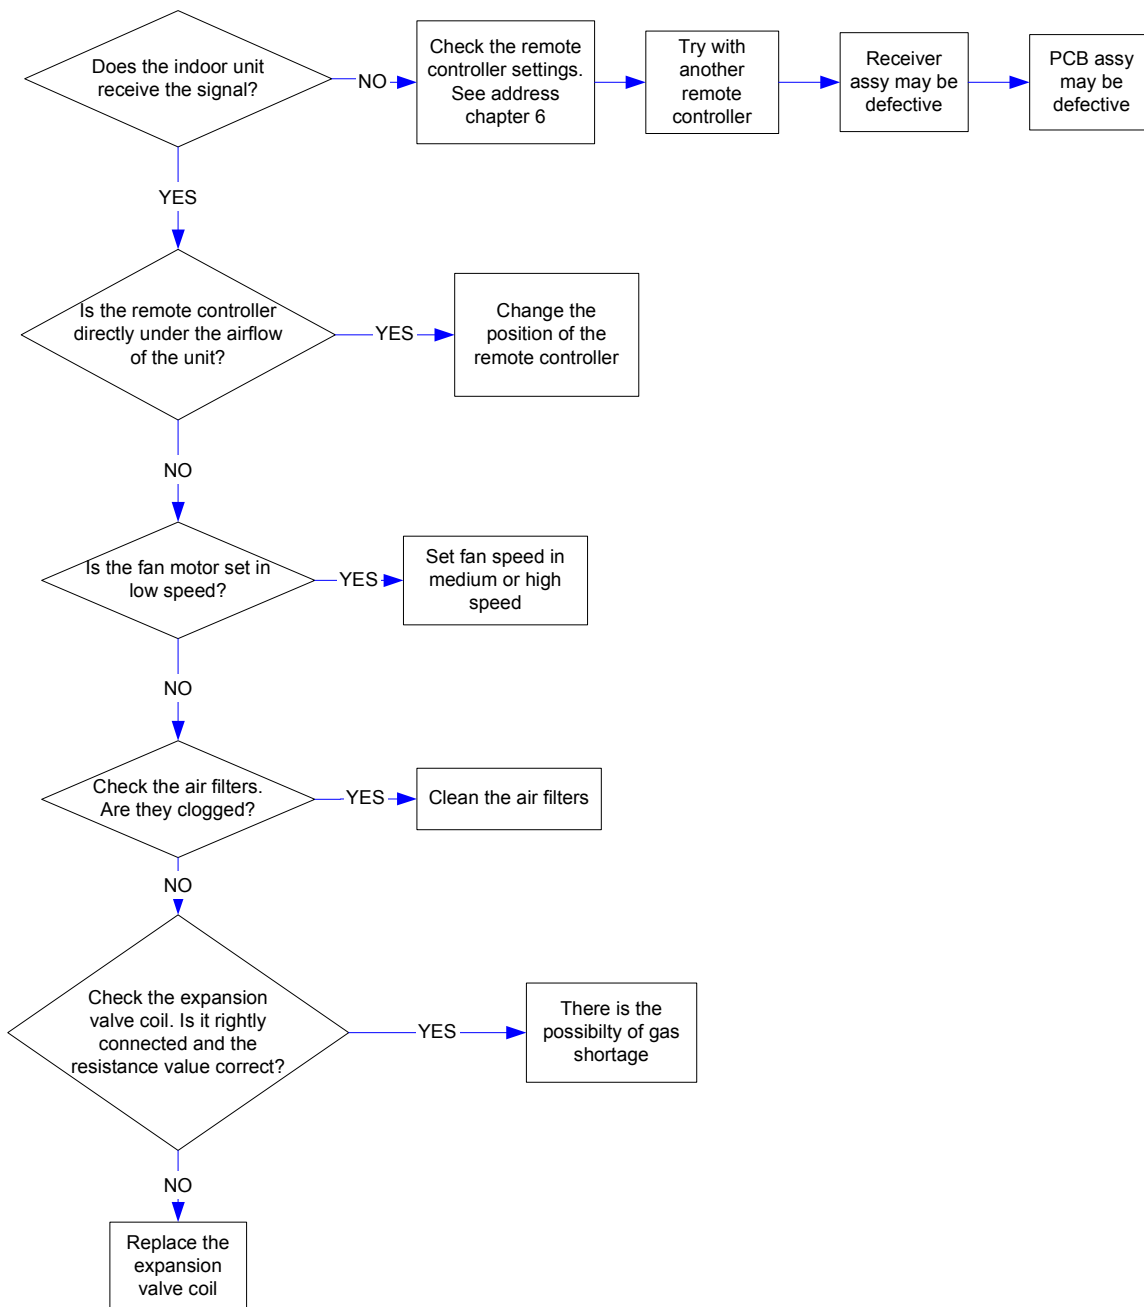 Does the indoor unit
receive the signal?
NO
Check the remote
controller settings.
See address
chapter 6
Try with
another
remote
controller
Receiver
assy may be
defective
PCB assy
may be
defective
YES
Is the remote controller
directly under the airflow
of the unit?
YES
Change the
position of the
remote controller
NO
Is the fan motor set in
low speed?
YES
Set fan speed in
medium or high
speed
NO
Check the air filters.
Are they clogged?
YES
Clean the air filters
NO
Check the expansion
valve coil. Is it rightly
connected and the
resistance value correct?
YES
There is the
possibilty of gas
shortage
NO
Replace the
expansion
valve coil